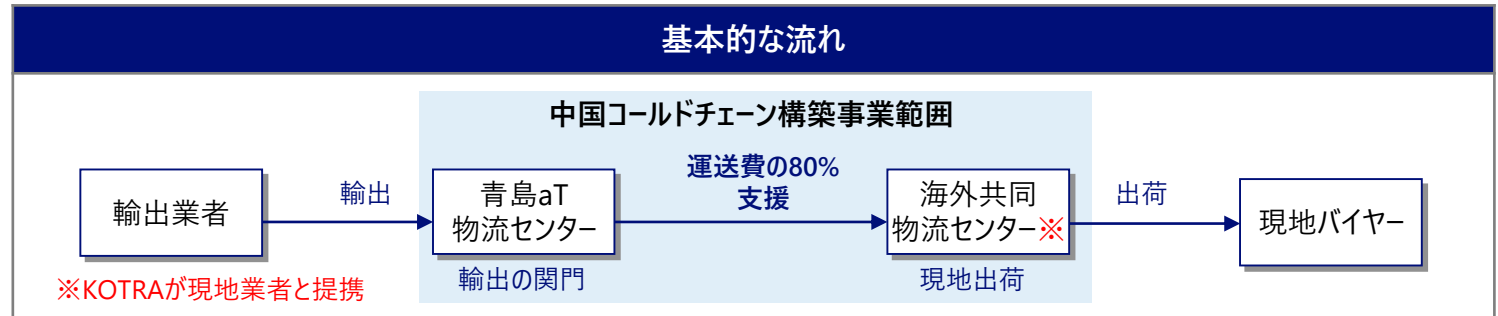 基本的な流れ
中国コールドチェーン構築事業範囲
輸出業者
輸出
青島aT
物流センター
輸出の関門
運送費の80%
支援
海外共同
物流センター※
現地出荷
出荷
現地バイヤー
※KOTRAが現地業者と提携